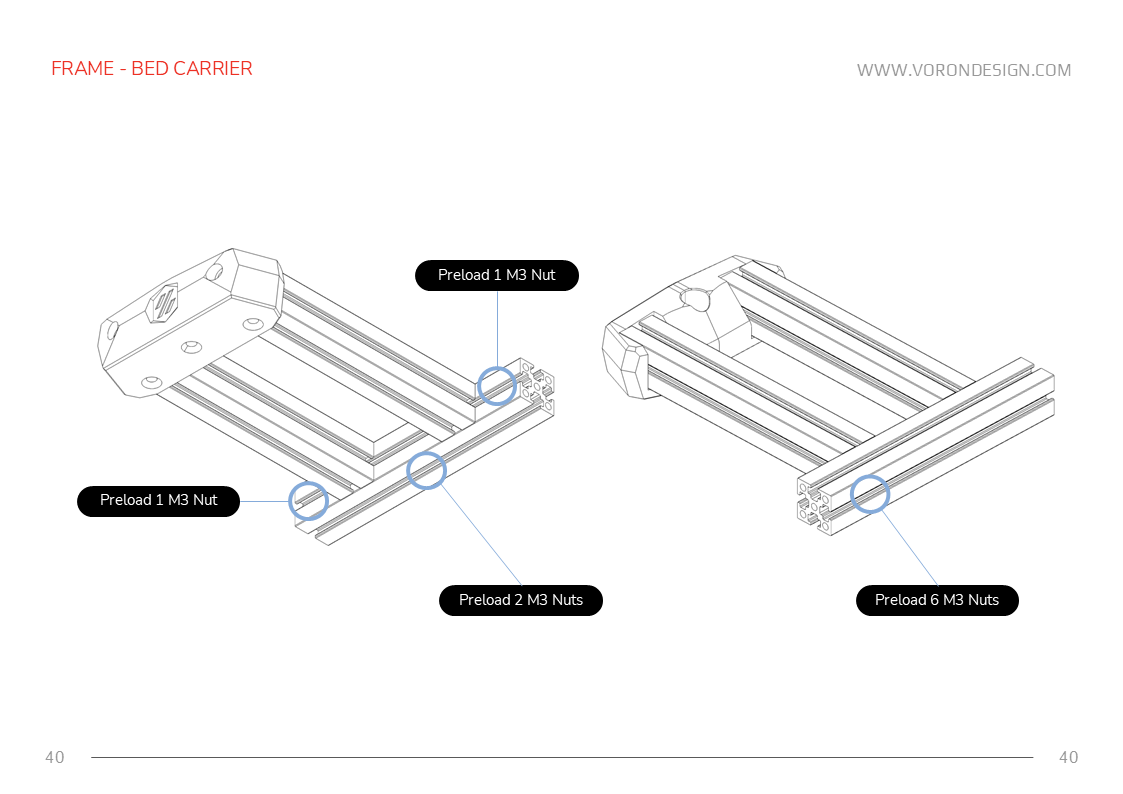 FRAME - BED CARRIER
WWW.VORONDESIGN.COM
Preload 1 M3 Nut
Preload 1 M3 Nut
Preload 2 M3 Nuts
Preload 6 M3 Nuts
40
40